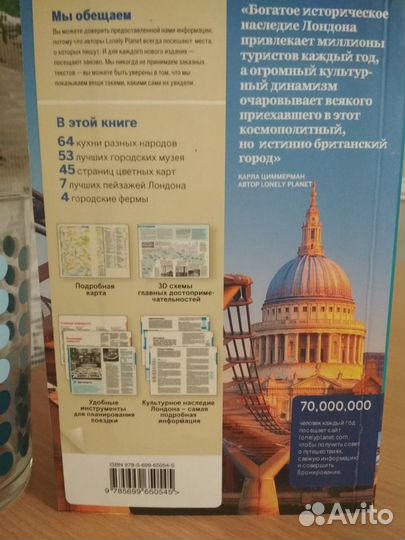 Мы обещаем
Вы можете доверять предоставленной нами информации,
потому что авторы Lonely Planet всегда посещают места,
о которых пишут. И для каждого нового издания —
посещают заново. Мы никогда не принимаем заказных
текстов — вы можете быть уверены в том, что мы
показываем вещи такими, какими сами их увидели
В этой книге
64 кухни разных народов
53 лучших городских музея
45 страниц цветных карт
7 лучших пейзажей Лондона
4 городские фермы
Подробная
карта
3D схемы
главных достоприме-
чательностей
Удобные
инструменты
для планирования
поездки
Культурное наследие
Лондона – самая
подробная
информация
ISBN 978-5-699-65054-5
9 785699 650545
«Богатое историческое
наследие Лондона
привлекает миллионы
туристов каждый год,
а огромный культур-
ный динамизм
очаровывает всякого
приехавшего в этот
космополитный,
но истинно британский
город»
КАРЛА ЦИММЕРМАН
АВТОР LONELY PLANET
70,000,000
человек каждый год
посещает сайт
lonelyplanet.com,
чтобы получить совет
о путешествиях,
свежую информацию
и совершить
бронирование.
Avito